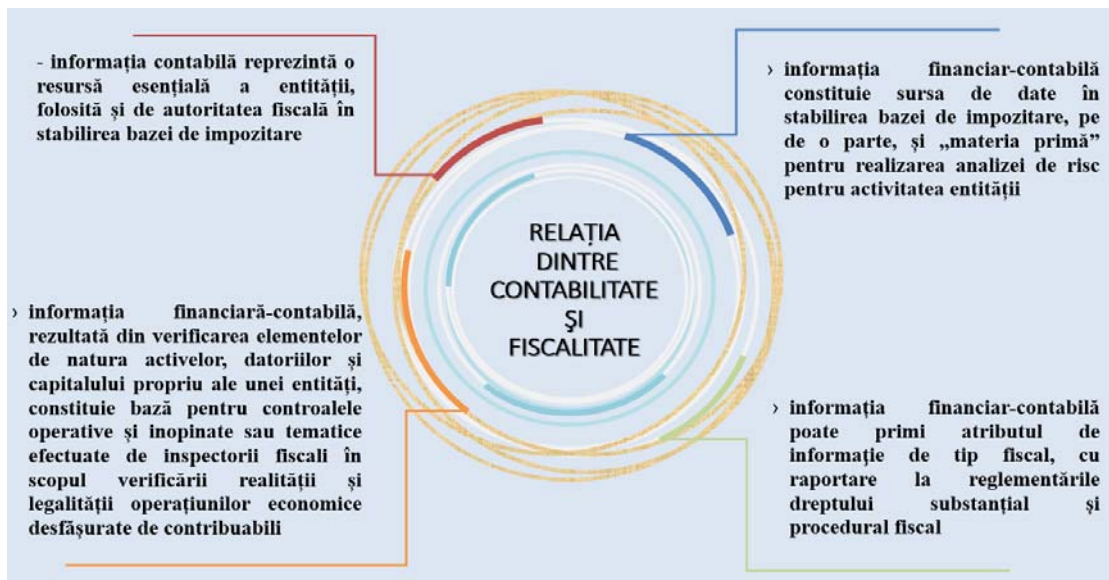 - informația contabilă reprezintă o
resursă esențială a entității,
folosită și de autoritatea fiscală în
stabilirea bazei de impozitare
› informația financiar-contabilă
constituie sursa de date în
stabilirea bazei de impozitare, pe
de o parte, și „materia primă”
pentru realizarea analizei de risc
pentru activitatea entității
RELAȚIA
DINTRE
CONTABILITATE
ŞI
FISCALITATE
› informația financiară-contabilă,
rezultată din verificarea elementelor
de natura activelor, datoriilor și
capitalului propriu ale unei entități,
constituie bază pentru controalele
operative și inopinate sau tematice
efectuate de inspectorii fiscali în
scopul verificării realității și
legalității operațiunilor economice
desfășurate de contribuabili
› informația financiar-contabilă
poate primi atributul de
informație de tip fiscal, cu
raportare la reglementările
dreptului substanțial și
procedural fiscal